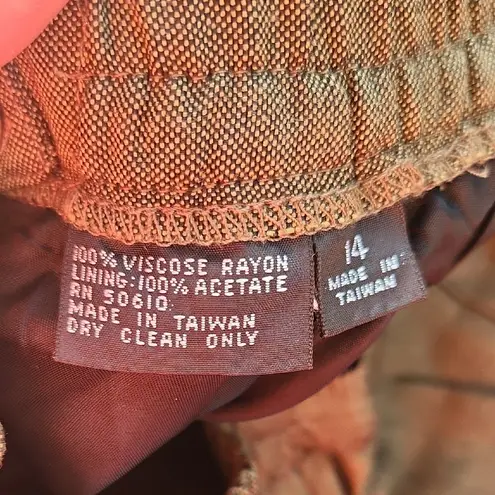 100% VISCOSE RAYON
LINING: 100% ACETATE
RN 50610
MADE IN TAIWAN
DRY CLEAN ONLY
14
MADE IN
TAIWAN